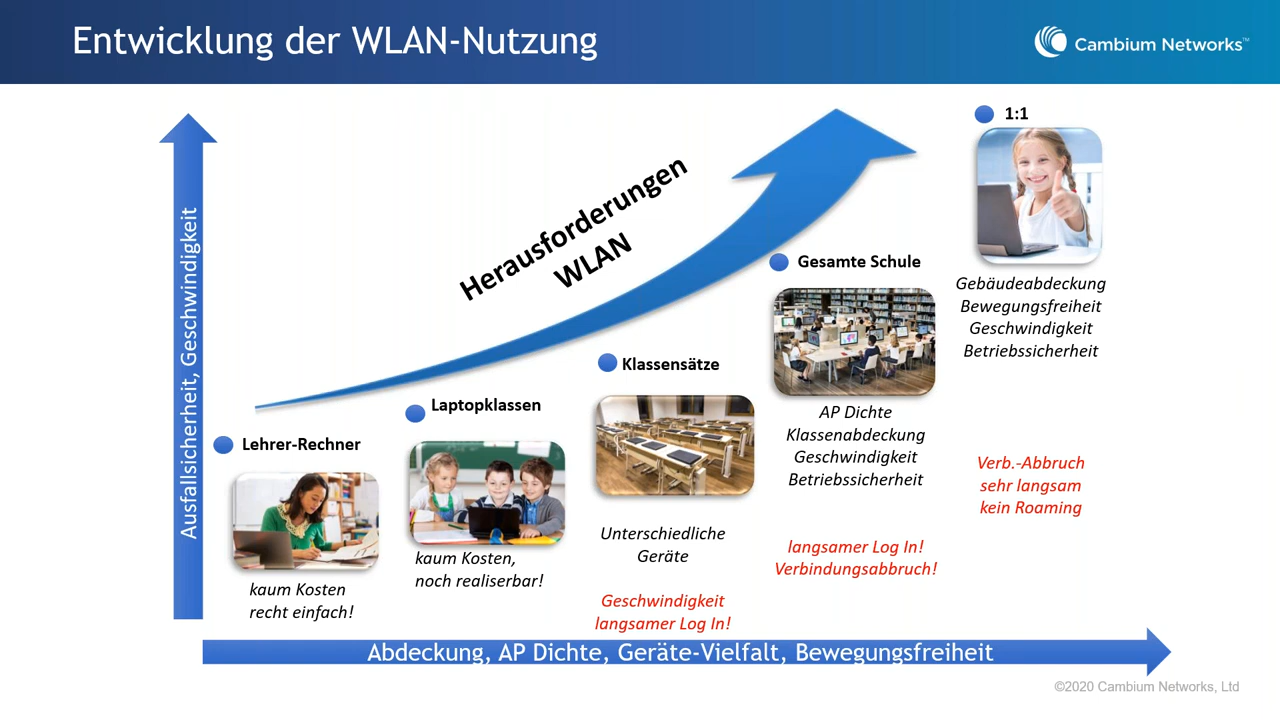 Entwicklung der WLAN-Nutzung
Cambium Networks™
Ausfallsicherheit, Geschwindigkeit
Herausforderungen
WLAN
Lehrer-Rechner
kaum Kosten
recht einfach!
Laptopklassen
kaum Kosten,
noch realiserbar!
Klassensätze
Unterschiedliche
Geräte
Geschwindigkeit
langsamer Log In!
Gesamte Schule
AP Dichte
Klassenabdeckung
Geschwindigkeit
Betriebssicherheit
langsamer Log In!
Verbindungsabbruch!
1:1
Gebäudeabdeckung
Bewegungsfreiheit
Geschwindigkeit
Betriebssicherheit
Verb.-Abbruch
sehr langsam
kein Roaming
Abdeckung, AP Dichte, Geräte-Vielfalt, Bewegungsfreiheit
©2020 Cambium Networks, Ltd